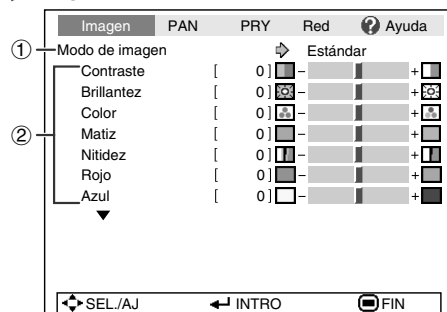 Imagen PAN PRY Red ? Ayuda
① Modo de imagen Estándar
② Contraste [ 0 ] - +
Brillantez [ 0 ] - +
Color [ 0 ] - +
Matiz [ 0 ] - +
Nitidez [ 0 ] - +
Rojo [ 0 ] - +
Azul [ 0 ] - +
SEL./AJ INTRO FIN